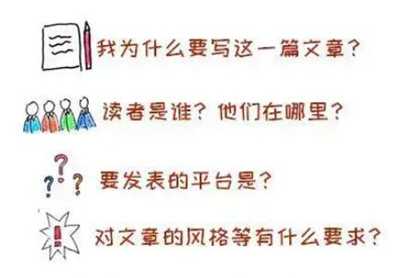 我为什么要写这一篇文章？
读者是谁？他们在哪里？
要发表的平台是？
对文章的风格等有什么要求？